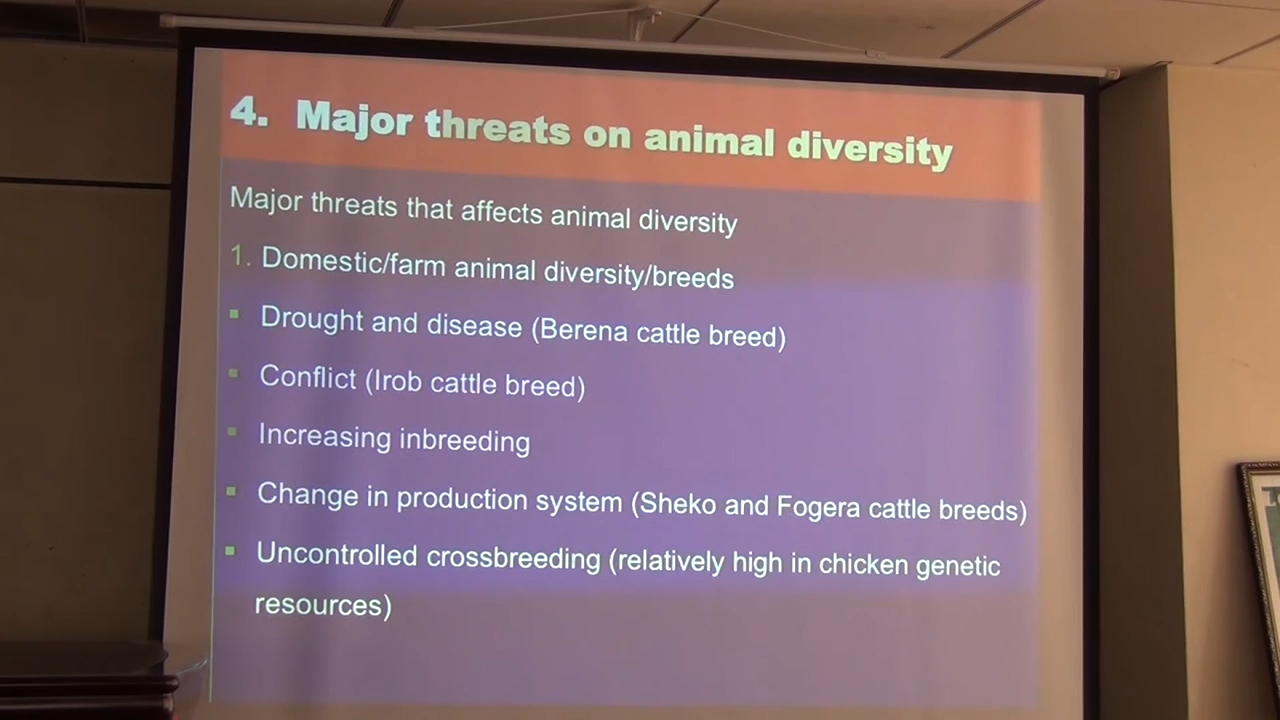 4. Major threats on animal diversity
Major threats that affects animal diversity
1. Domestic/farm animal diversity/breeds
▪ Drought and disease (Berena cattle breed)
▪ Conflict (Irob cattle breed)
▪ Increasing inbreeding
▪ Change in production system (Sheko and Fogera cattle breeds)
▪ Uncontrolled crossbreeding (relatively high in chicken genetic
resources)